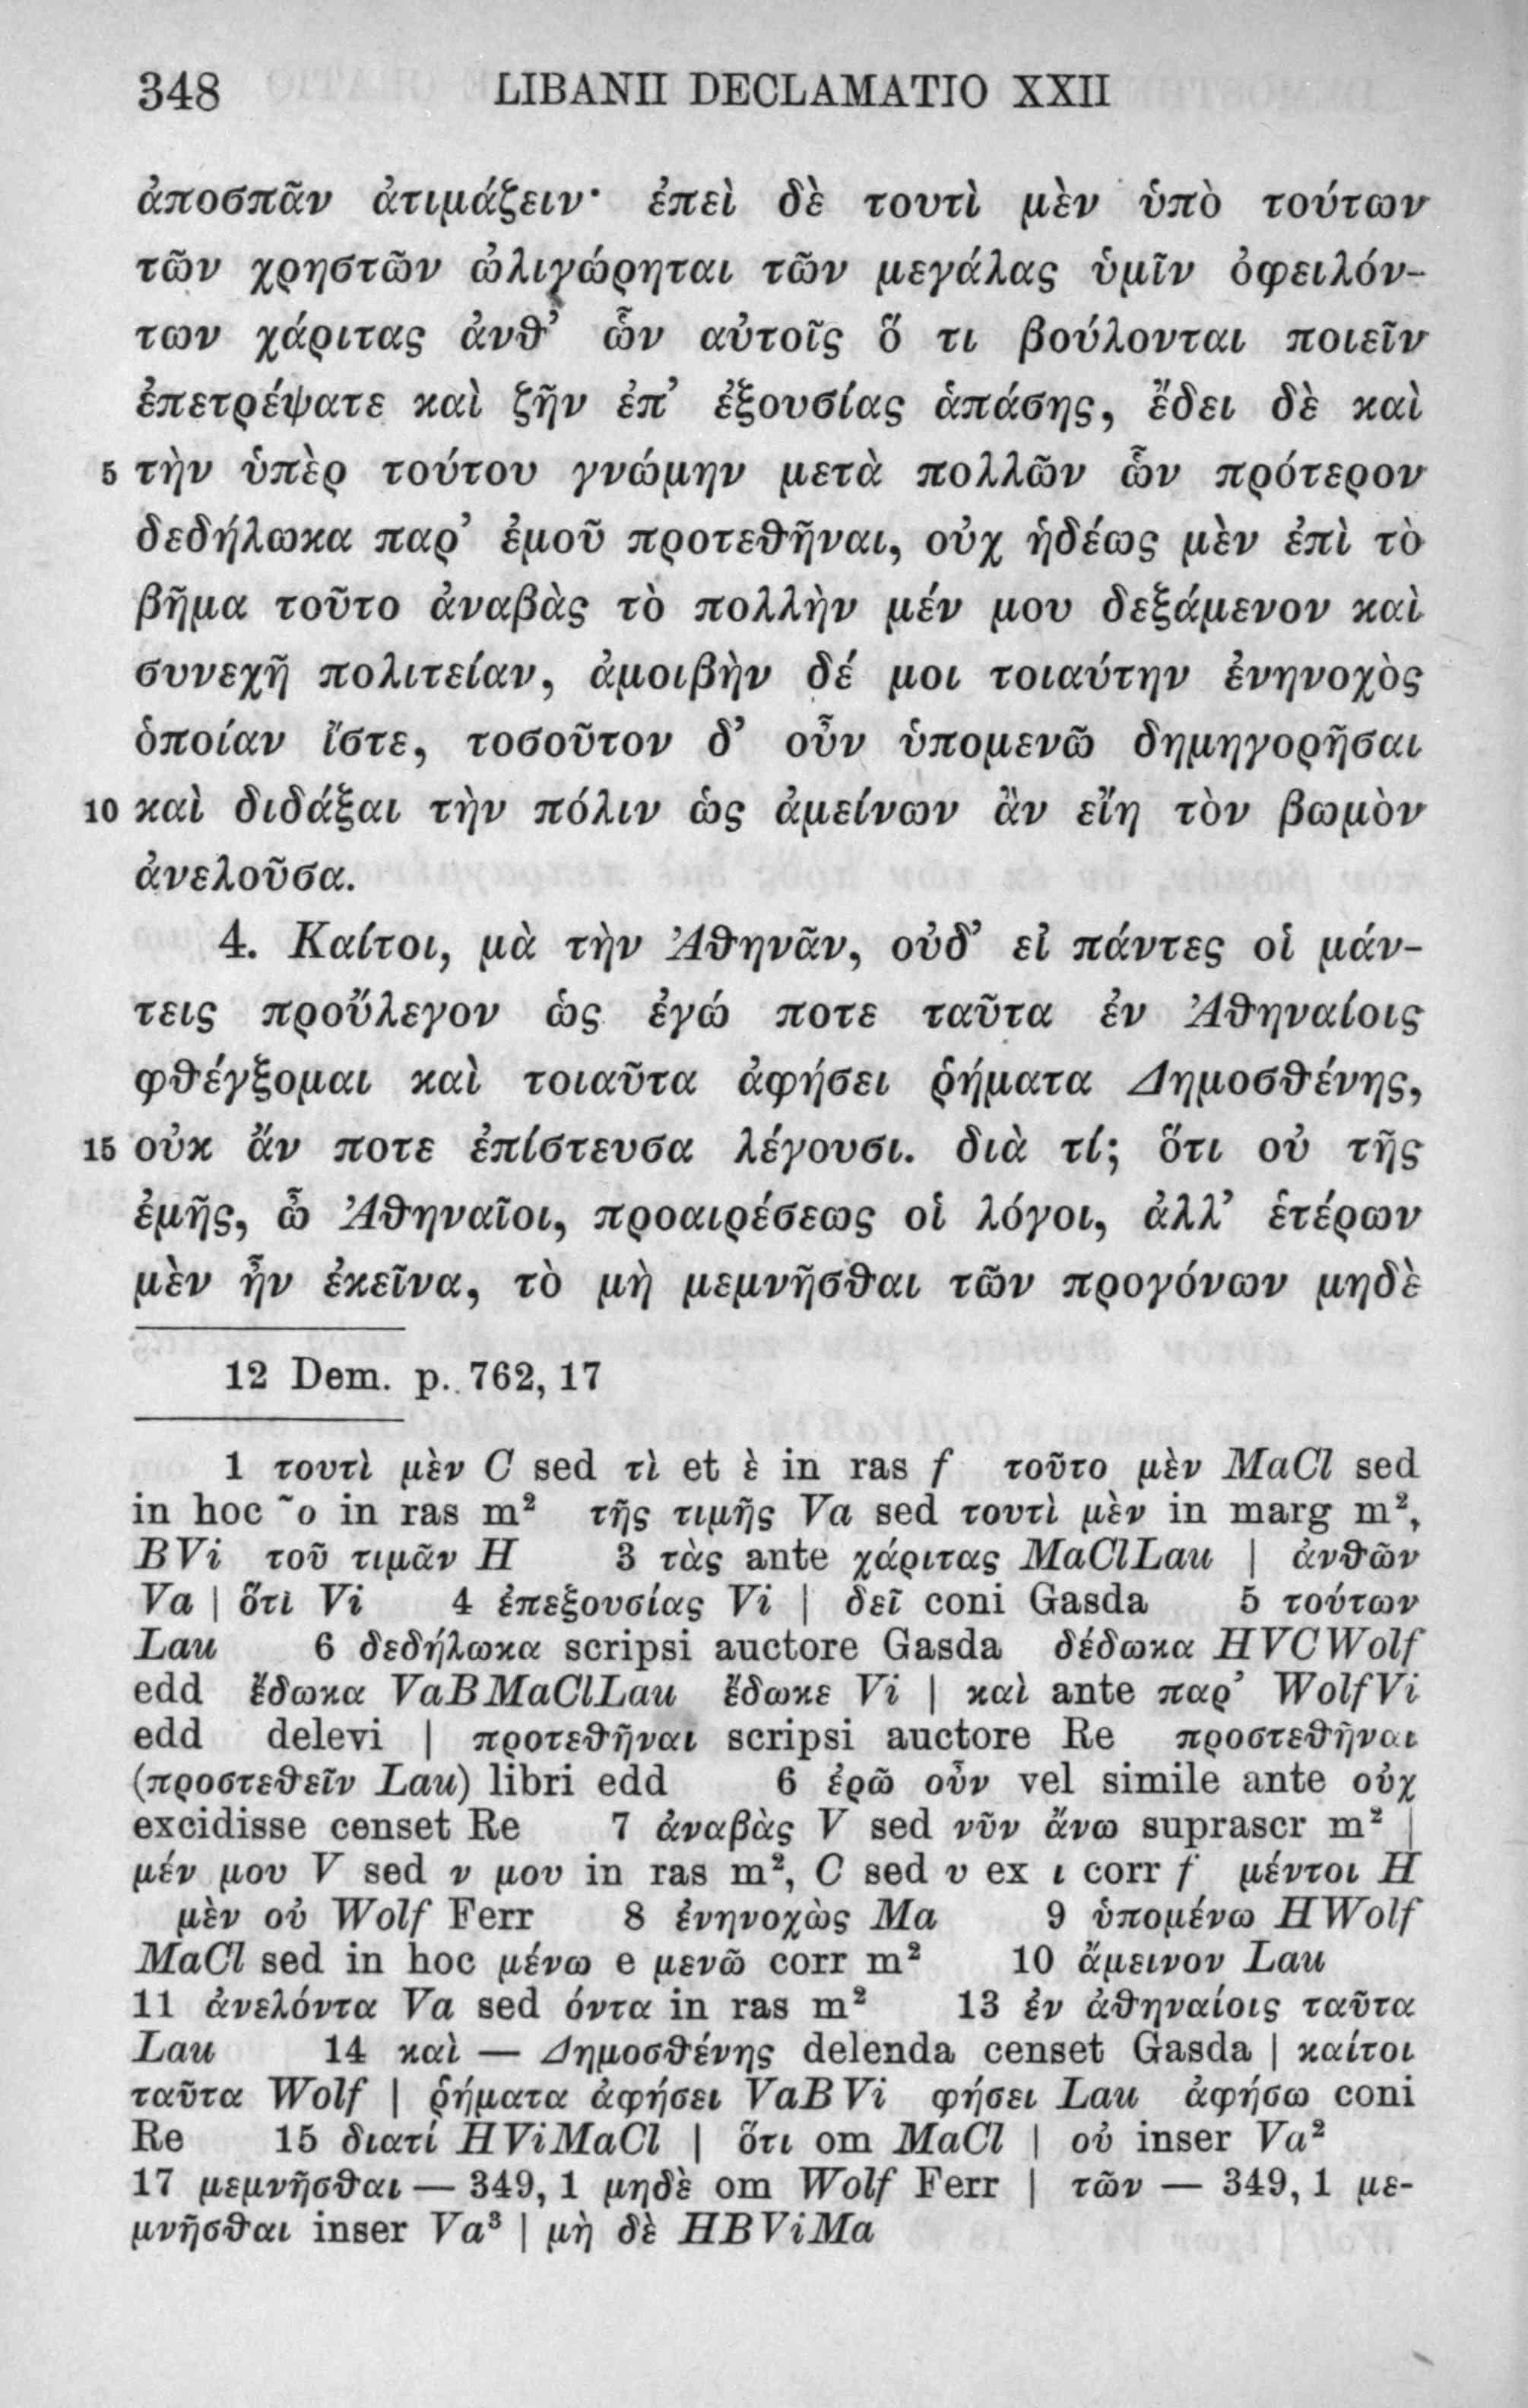 348 LIBANII DECLAMATIO XXII
ἀποσπᾶν ἀτιμάζειν· ἐπεὶ δὲ τουτὶ μὲν ὑπὸ τούτων
τῶν χρηστῶν ὠλιγώρηται τῶν μεγάλας ὑμῖν ὀφειλόν-
των χάριτας ἀνθ’ ὧν αὐτοῖς ὅ τι βούλονται ποιεῖν
ἐπετρέψατε καὶ ζῆν ἐπ’ ἐξουσίας ἁπάσης, ἔδει δὲ καὶ
5 τὴν ὑπὲρ τούτου γνώμην μετὰ πολλῶν ὧν πρότερον
δεδήλωκα παρ’ ἐμοῦ προτεθῆναι, οὐχ ἡδέως μὲν ἐπὶ τὸ
βῆμα τοῦτο ἀναβὰς τὸ πολλὴν μέν μου δεξάμενον καὶ
συνεχῆ πολιτείαν, ἀμοιβὴν δέ μοι τοιαύτην ἐνηνοχὸς
ὁποίαν ἴστε, τοσοῦτον δ’ οὖν ὑπομενῶ δημηγορῆσαι
10 καὶ διδάξαι τὴν πόλιν ὡς ἀμείνων ἂν εἴη τὸν βωμὸν
ἀνελοῦσα.
4. Καίτοι, μὰ τὴν Ἀθηνᾶν, οὐδ’ εἰ πάντες οἱ μάν-
τεις προὔλεγον ὡς ἐγώ ποτε ταῦτα ἐν Ἀθηναίοις
φθέγξομαι καὶ τοιαῦτα ἀφήσει ῥήματα Δημοσθένης,
15 οὐκ ἄν ποτε ἐπίστευσα λέγουσι. διὰ τί; ὅτι οὐ τῆς
ἐμῆς, ὦ Ἀθηναῖοι, προαιρέσεως οἱ λόγοι, ἀλλ’ ἑτέρων
μὲν ἦν ἐκεῖνα, τὸ μὴ μεμνῆσθαι τῶν προγόνων μηδὲ
12 Dem. p. 762, 17
1 τουτὶ μὲν C sed τὶ et ὲ in ras f τοῦτο μὲν MaCl sed
in hoc ῀ο in ras m² τῆς τιμῆς Va sed τουτὶ μὲν in marg m²,
BVi τοῦ τιμᾶν H 3 τὰς ante χάριτας MaClLau | ἀνθῶν
Va | ὅτι Vi 4 ἐπεξουσίας Vi | δεῖ coni Gasda 5 τούτων
Lau 6 δεδήλωκα scripsi auctore Gasda δέδωκα HVCWolf
edd ἔδωκα VaBMaClLau ἔδωκε Vi | καὶ ante παρ’ WolfVi
edd delevi | προτεθῆναι scripsi auctore Re προστεθῆναι
(προστεθεῖν Lau) libri edd 6 ἐρῶ οὖν vel simile ante οὐχ
excidisse censet Re 7 ἀναβὰς V sed νῦν ἄνω suprascr m² |
μέν μου V sed ν μου in ras m², C sed υ ex ι corr f μέντοι H
μὲν οὐ Wolf Ferr 8 ἐνηνοχὼς Ma 9 ὑπομένω HWolf
MaCl sed in hoc μένω e μενῶ corr m² 10 ἄμεινον Lau
11 ἀνελόντα Va sed όντα in ras m² 13 ἐν ἀθηναίοις ταῦτα
Lau 14 καὶ — Δημοσθένης delenda censet Gasda | καίτοι
ταῦτα Wolf | ῥήματα ἀφήσει VaBVi φήσει Lau ἀφήσω coni
Re 15 διατί HViMaCl | ὅτι om MaCl | οὐ inser Va²
17 μεμνῆσθαι — 349, 1 μηδὲ om Wolf Ferr | τῶν — 349, 1 με-
μνῆσθαι inser Va³ | μὴ δὲ HBViMa